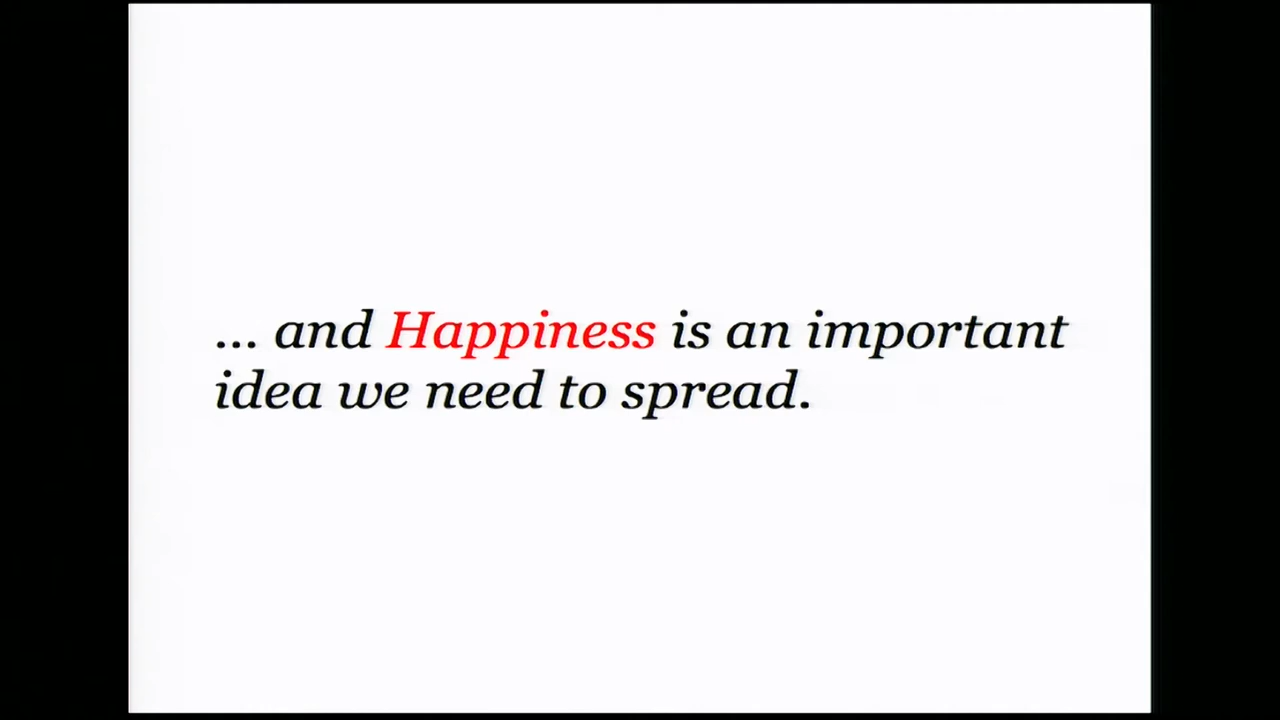 ... and Happiness is an important
idea we need to spread.